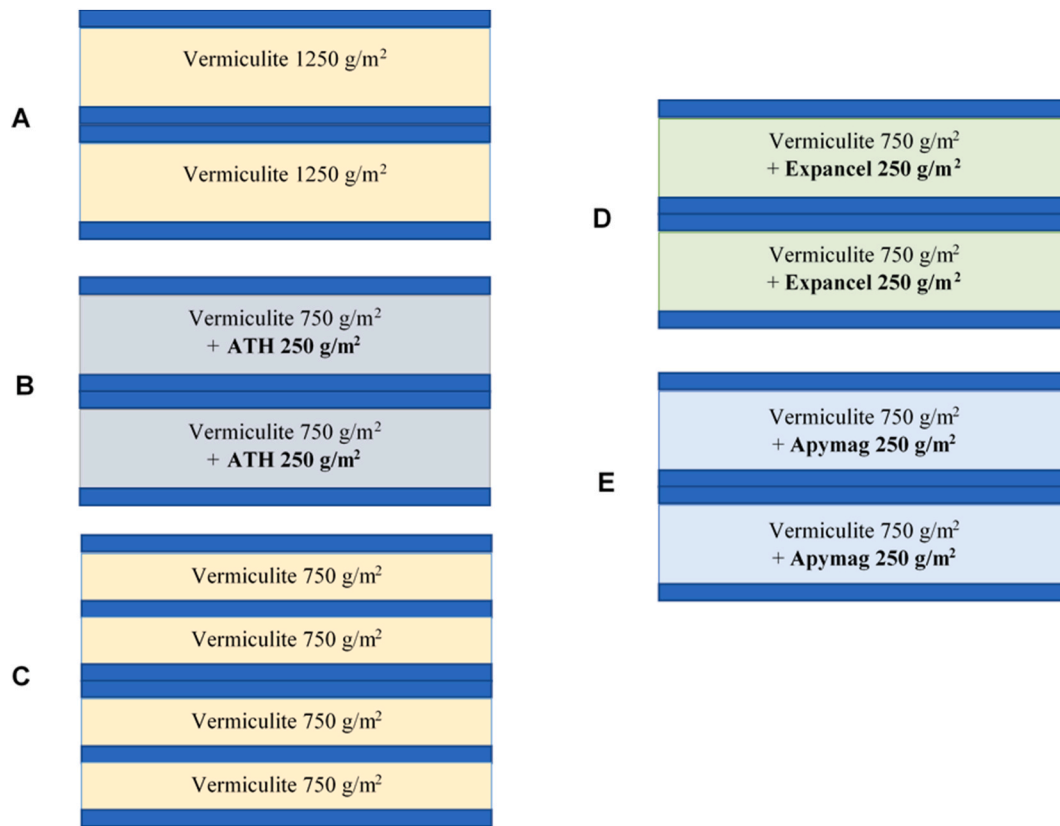 A
Vermiculite 1250 g/m²
Vermiculite 1250 g/m²
B
Vermiculite 750 g/m²
+ ATH 250 g/m²
Vermiculite 750 g/m²
+ ATH 250 g/m²
C
Vermiculite 750 g/m²
Vermiculite 750 g/m²
Vermiculite 750 g/m²
Vermiculite 750 g/m²
D
Vermiculite 750 g/m²
+ Expancel 250 g/m²
Vermiculite 750 g/m²
+ Expancel 250 g/m²
E
Vermiculite 750 g/m²
+ Apymag 250 g/m²
Vermiculite 750 g/m²
+ Apymag 250 g/m²